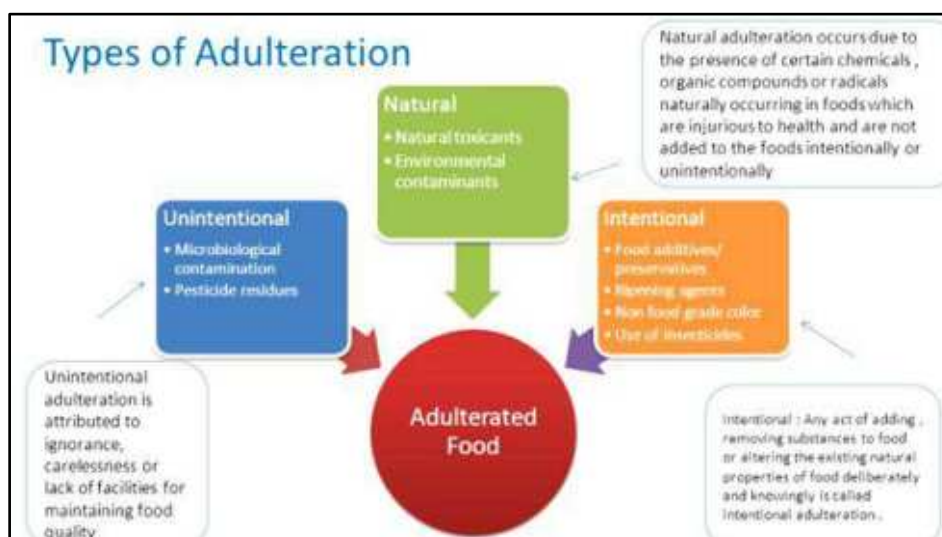 Types of Adulteration
Natural adulteration occurs due to
the presence of certain chemicals ,
organic compounds or radicals
naturally occurring in foods which
are injurious to health and are not
added to the foods intentionally or
unintentionally
Natural
• Natural toxicants
• Environmental
contaminants
Unintentional
• Microbiological
contamination
• Pesticide residues
Intentional
• Food additives/
preservatives
• Ripening agents
• Non food grade color
• Use of insecticides
Adulterated
Food
Unintentional
adulteration is
attributed to
ignorance,
carelessness or
lack of facilities for
maintaining food
quality
Intentional : Any act of adding ,
removing substances to food
or altering the existing natural
properties of food deliberately
and knowingly is called
intentional adulteration .